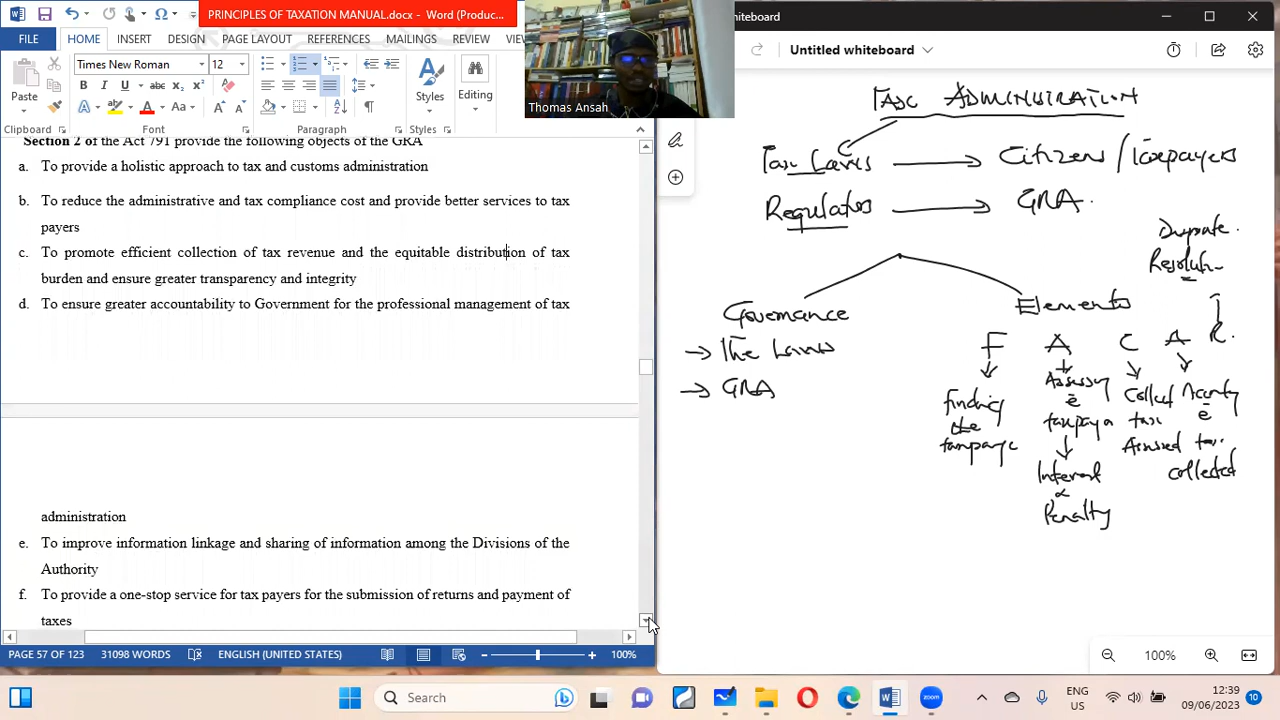 PRINCIPLES OF TAXATION MANUAL.docx - Word (Produc...
FILE HOME INSERT DESIGN PAGE LAYOUT REFERENCES MAILINGS REVIEW
Times New Roman 12
Paste
Styles
Editing
Clipboard
Font
Paragraph
Styles
Thomas Ansah
Section 2 of the Act 791 provide the following objects of the GRA
a. To provide a holistic approach to tax and customs administration
b. To reduce the administrative and tax compliance cost and provide better services to tax
payers
c. To promote efficient collection of tax revenue and the equitable distribution of tax
burden and ensure greater transparency and integrity
d. To ensure greater accountability to Government for the professional management of tax
administration
e. To improve information linkage and sharing of information among the Divisions of the
Authority
f. To provide a one-stop service for tax payers for the submission of returns and payment of
taxes
PAGE 57 OF 123 31098 WORDS ENGLISH (UNITED STATES) 100%
whiteboard
Untitled whiteboard
TAX ADMINISTRATION
Tax Laws → Citizens / Taxpayers
Regulators → GRA.
Governance
→ The Laws
→ GRA
Elements
F A C A R.
Finding
the
Assessing
Interest
&
Penalty
Collect
tax
Assessed
tax
collected
100%
Search
ENG
US
12:39
09/06/2023
10